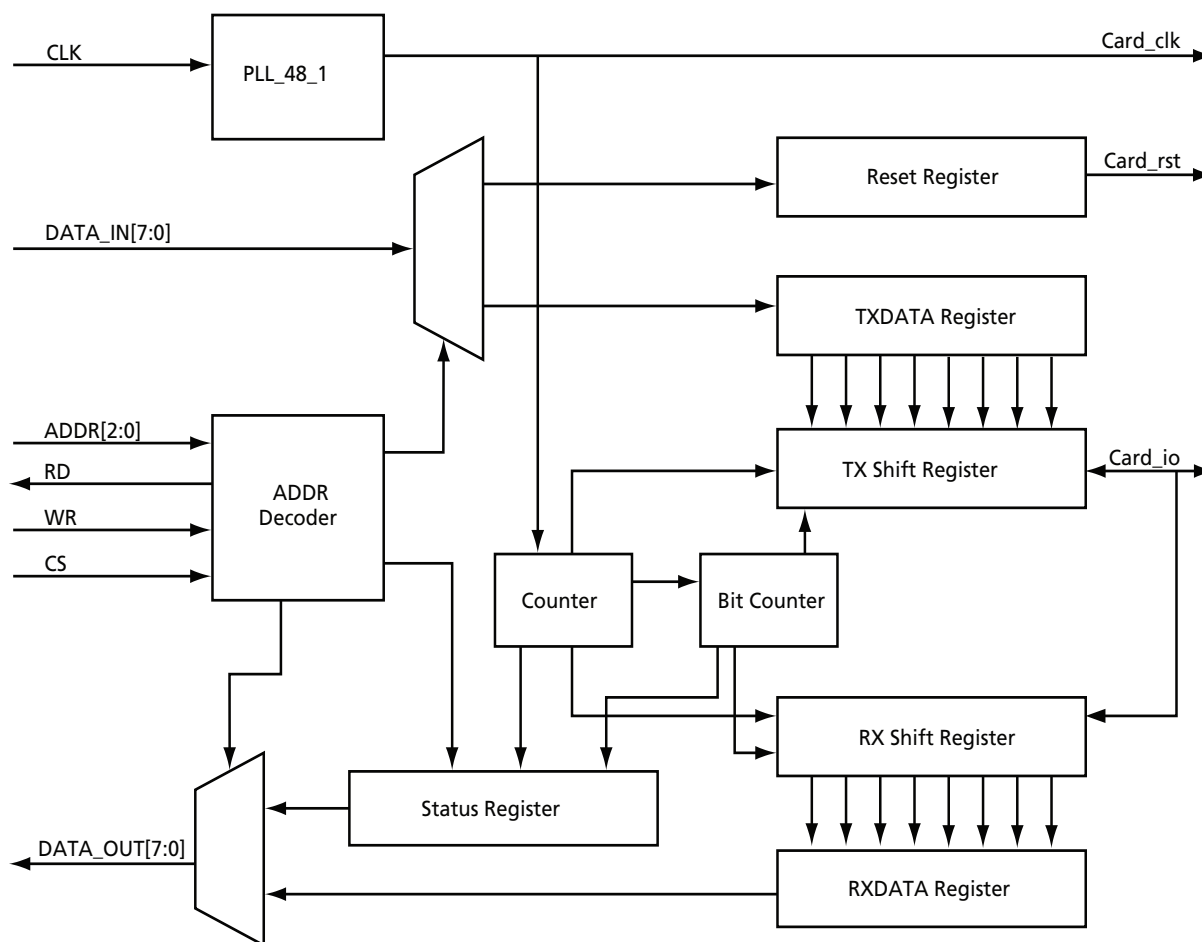 CLK
PLL_48_1
Card_clk
Reset Register
Card_rst
DATA_IN[7:0]
TXDATA Register
ADDR[2:0]
RD
WR
CS
ADDR
Decoder
TX Shift Register
Card_io
Counter
Bit Counter
RX Shift Register
Status Register
DATA_OUT[7:0]
RXDATA Register